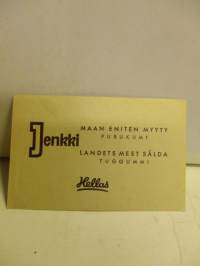 Jenkki
MAAN ENITEN MYYTY
PURUKUMI
LANDETS MEST SÅLDA
TUGGUMMI
Hellas